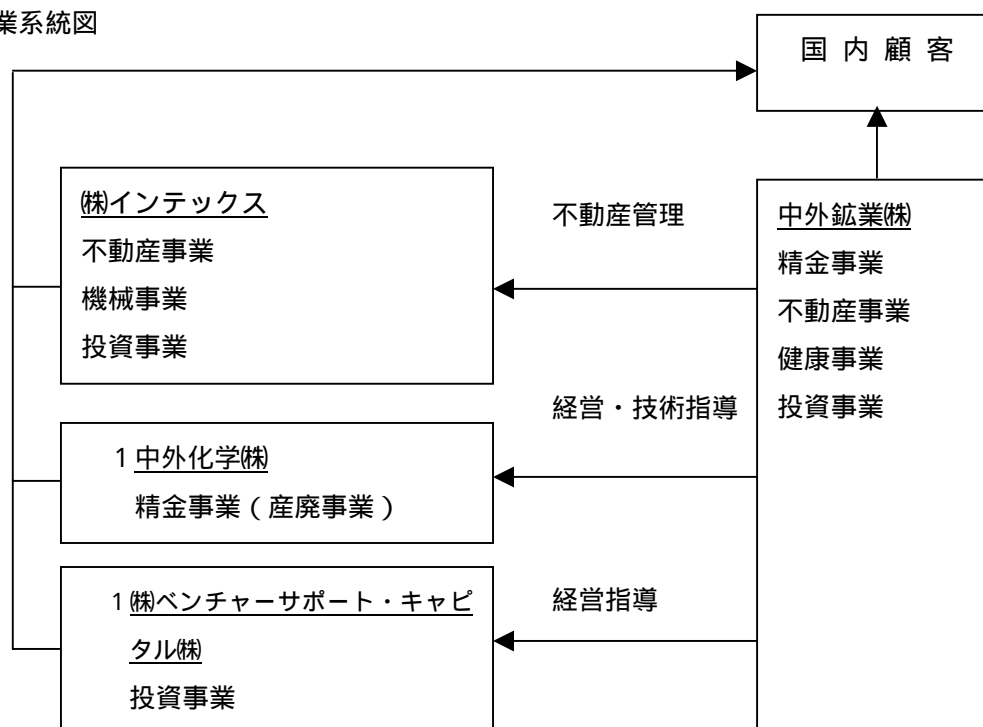 業系統図
国 内 顧 客
㈱インテックス
不動産事業
機械事業
投資事業
不動産管理
中外鉱業㈱
精金事業
不動産事業
健康事業
投資事業
経営・技術指導
1 中外化学㈱
精金事業（産廃事業）
経営指導
1 ㈱ベンチャーサポート・キャピ
タル㈱
投資事業